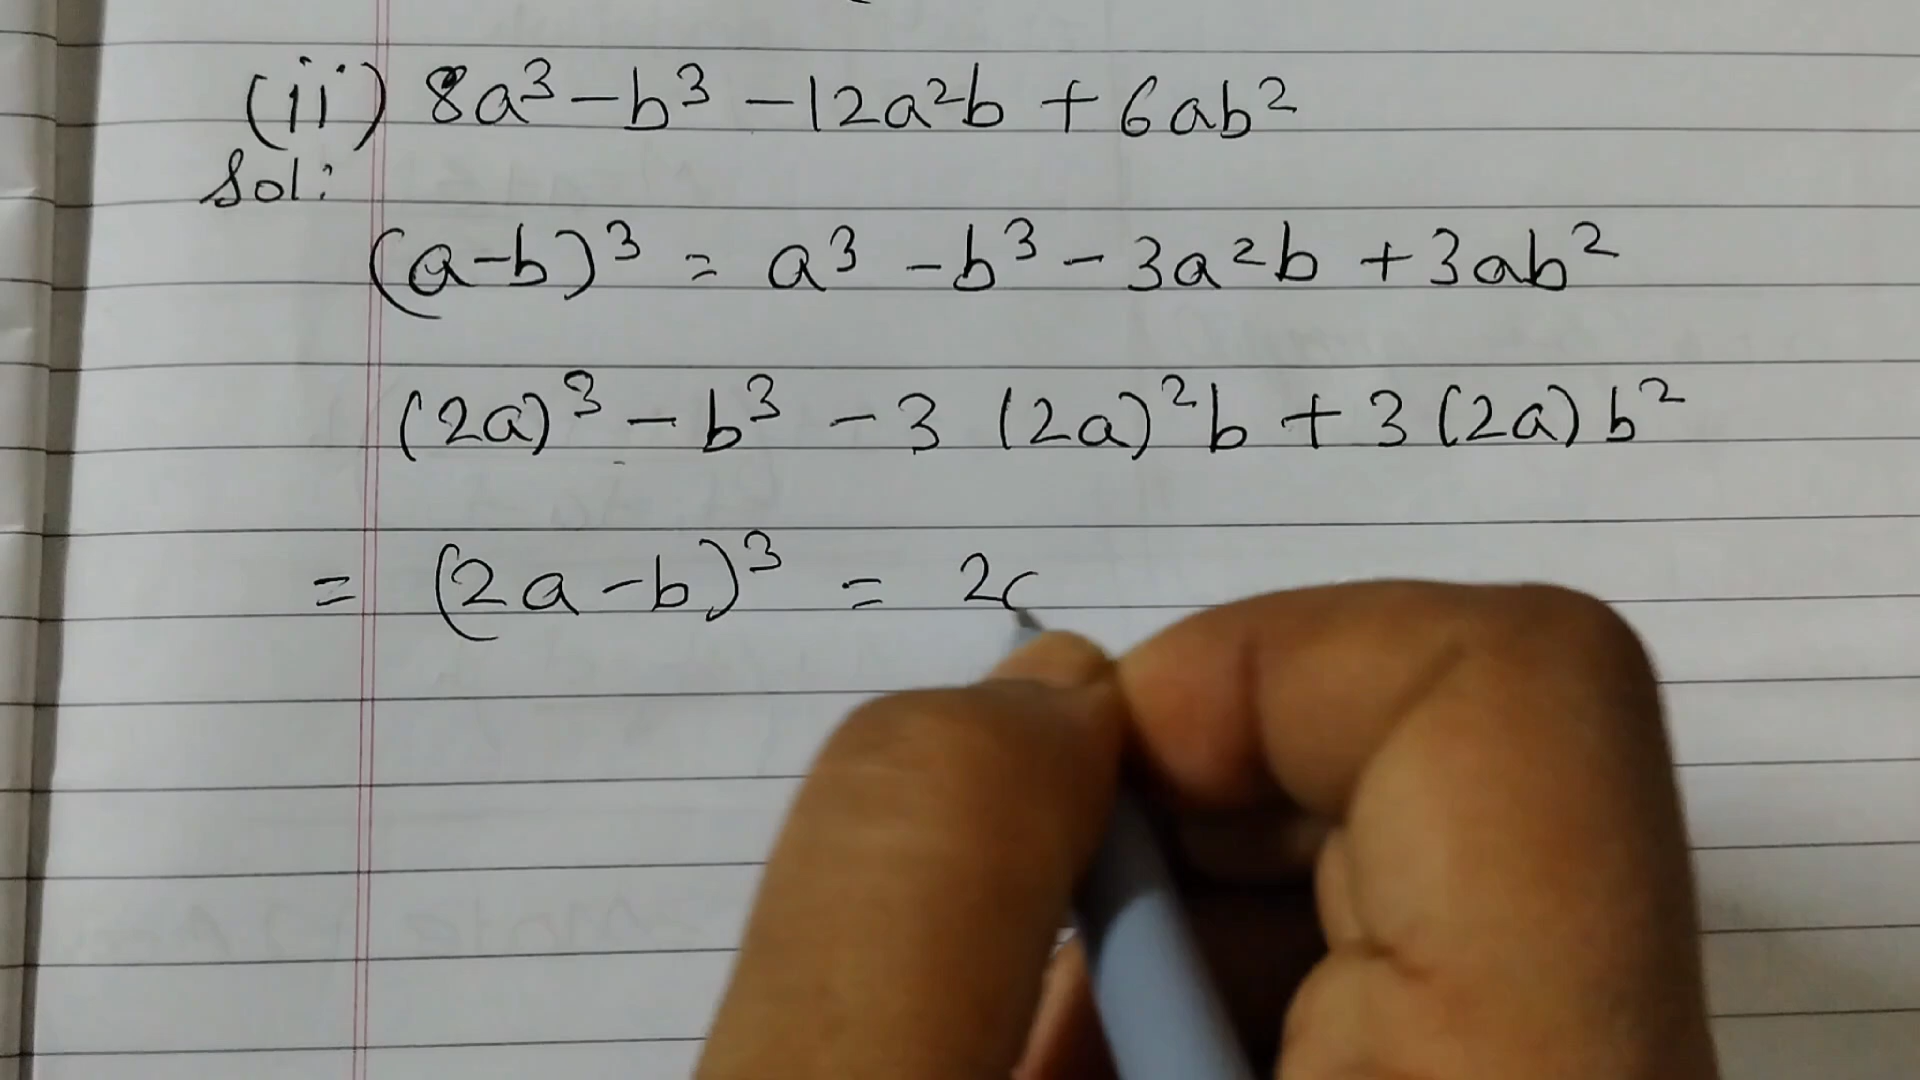 (ii) 8a³ - b³ - 12a²b + 6ab²
Sol:
(a-b)³ = a³ - b³ - 3a²b + 3ab²
(2a)³ - b³ - 3 (2a)²b + 3 (2a) b²
= (2a - b)³ = 2